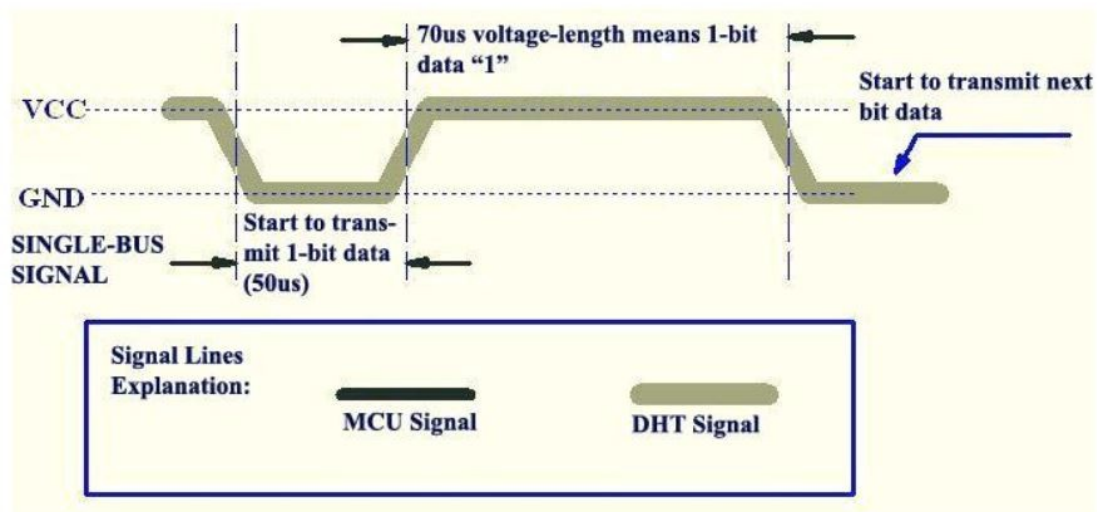 70us voltage-length means 1-bit
data “1”
Start to transmit next
bit data
VCC
GND
Start to trans-
mit 1-bit data
(50us)
SINGLE-BUS
SIGNAL
Signal Lines
Explanation:
MCU Signal
DHT Signal